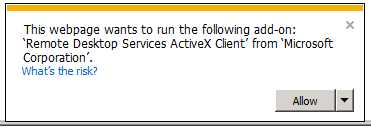 This webpage wants to run the following add-on:
‘Remote Desktop Services ActiveX Client’ from ‘Microsoft
Corporation’.
What's the risk?
Allow